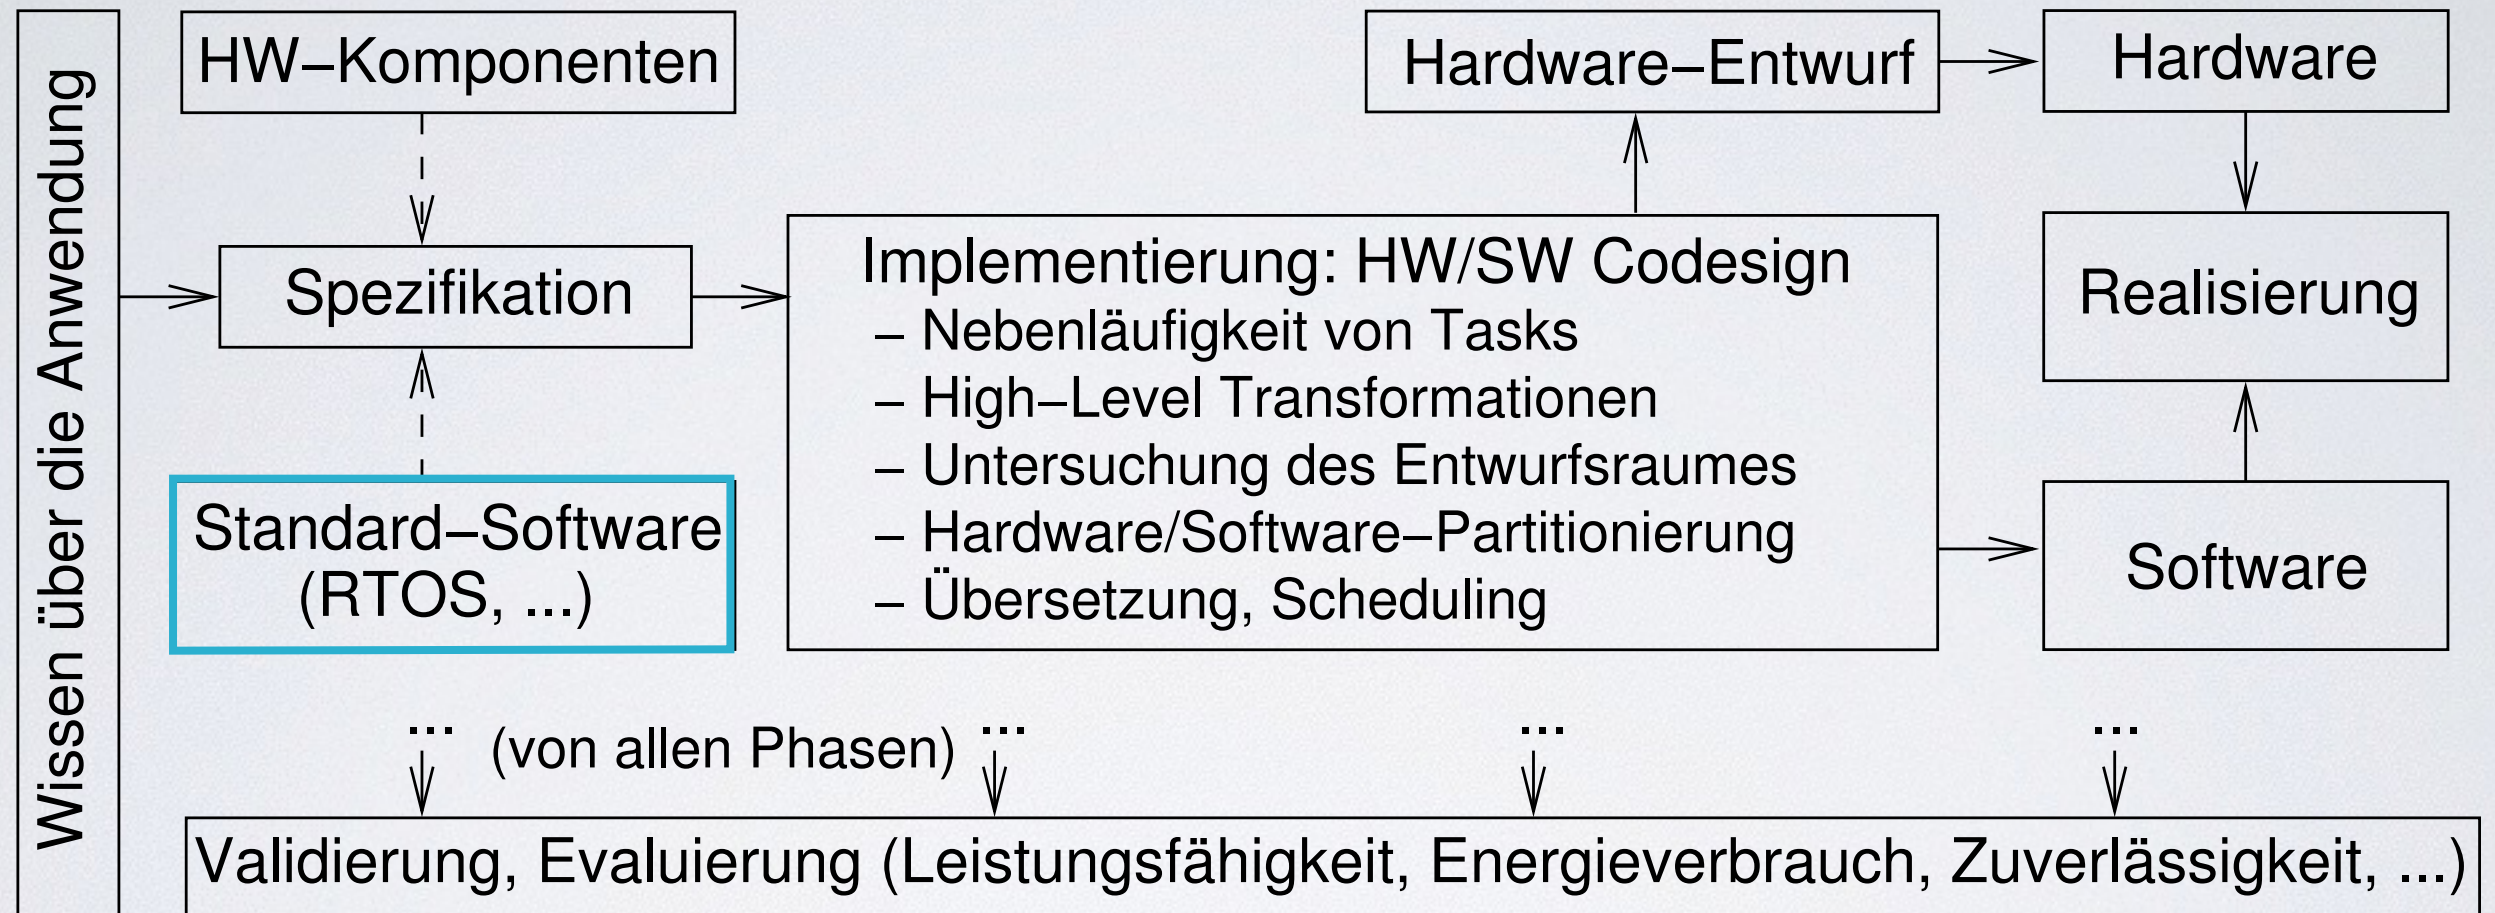 Wissen über die Anwendung
HW–Komponenten
Hardware–Entwurf
Hardware
Spezifikation
Implementierung: HW/SW Codesign
– Nebenläufigkeit von Tasks
– High–Level Transformationen
– Untersuchung des Entwurfsraumes
– Hardware/Software–Partitionierung
– Übersetzung, Scheduling
Realisierung
Standard–Software
(RTOS, ...)
Software
... (von allen Phasen) ... ... ...
Validierung, Evaluierung (Leistungsfähigkeit, Energieverbrauch, Zuverlässigkeit, ...)